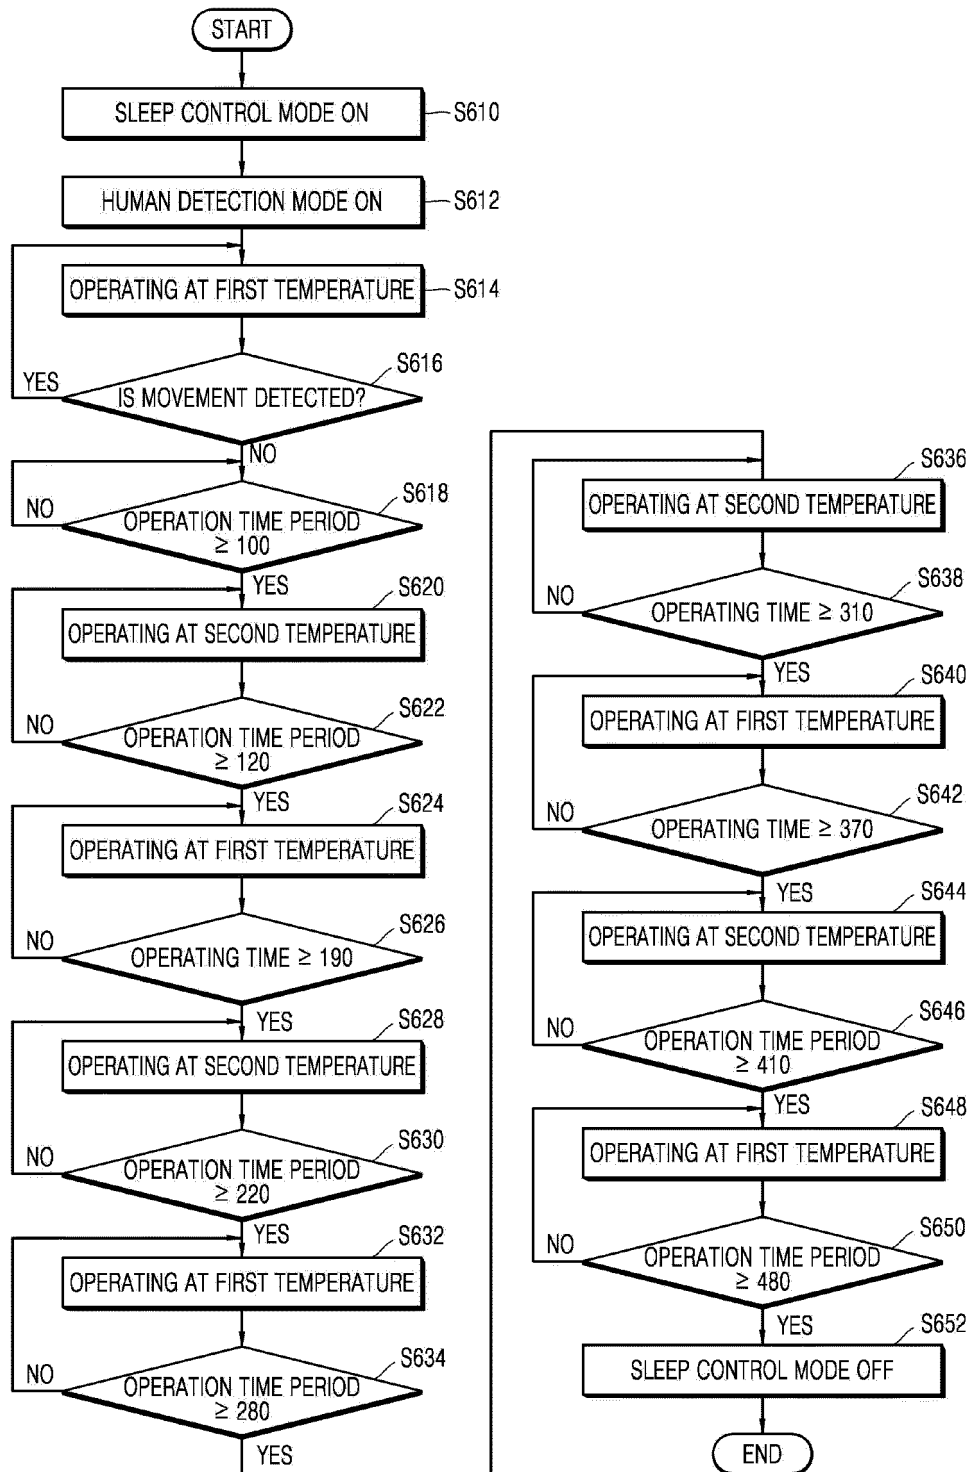 START
SLEEP CONTROL MODE ON
S610
HUMAN DETECTION MODE ON
S612
OPERATING AT FIRST TEMPERATURE
S614
S616
YES
IS MOVEMENT DETECTED?
NO
S618
NO
OPERATION TIME PERIOD
≥ 100
YES
S620
OPERATING AT SECOND TEMPERATURE
S622
NO
OPERATION TIME PERIOD
≥ 120
YES
S624
OPERATING AT FIRST TEMPERATURE
S626
NO
OPERATING TIME ≥ 190
YES
S628
OPERATING AT SECOND TEMPERATURE
S630
NO
OPERATION TIME PERIOD
≥ 220
YES
S632
OPERATING AT FIRST TEMPERATURE
S634
NO
OPERATION TIME PERIOD
≥ 280
YES
S636
OPERATING AT SECOND TEMPERATURE
S638
NO
OPERATING TIME ≥ 310
YES
S640
OPERATING AT FIRST TEMPERATURE
S642
NO
OPERATING TIME ≥ 370
YES
S644
OPERATING AT SECOND TEMPERATURE
S646
NO
OPERATION TIME PERIOD
≥ 410
YES
S648
OPERATING AT FIRST TEMPERATURE
S650
NO
OPERATION TIME PERIOD
≥ 480
YES
S652
SLEEP CONTROL MODE OFF
END